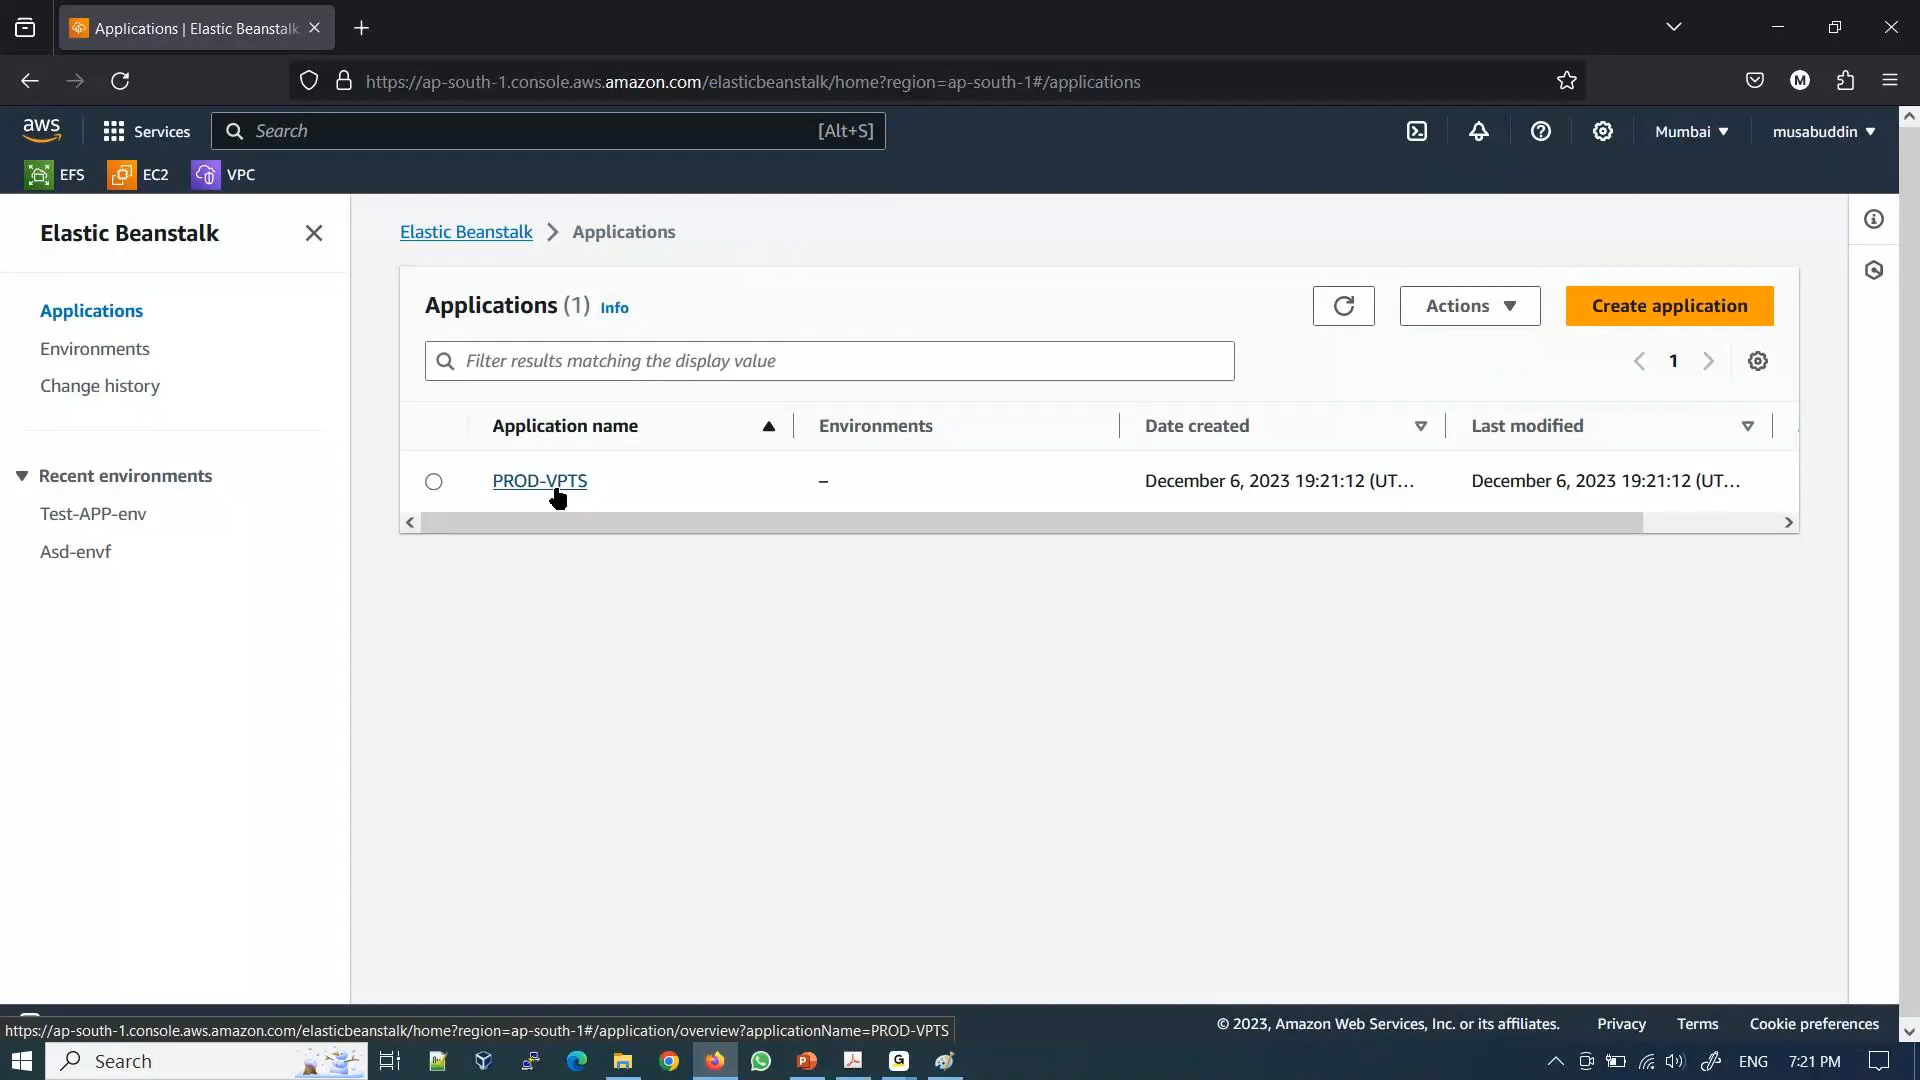 Applications | Elastic Beanstalk
https://ap-south-1.console.aws.amazon.com/elasticbeanstalk/home?region=ap-south-1#/applications
M
aws
Services
Search
[Alt+S]
Mumbai
musabuddin
EFS
EC2
VPC
Elastic Beanstalk
Applications
Environments
Change history
Recent environments
Test-APP-env
Asd-envf
Elastic Beanstalk
Applications
Applications (1) Info
Actions
Create application
Filter results matching the display value
1
Application name
Environments
Date created
Last modified
PROD-VPTS
–
December 6, 2023 19:21:12 (UT...
December 6, 2023 19:21:12 (UT...
https://ap-south-1.console.aws.amazon.com/elasticbeanstalk/home?region=ap-south-1#/application/overview?applicationName=PROD-VPTS
© 2023, Amazon Web Services, Inc. or its affiliates.
Privacy
Terms
Cookie preferences
Search
G
ENG
7:21 PM